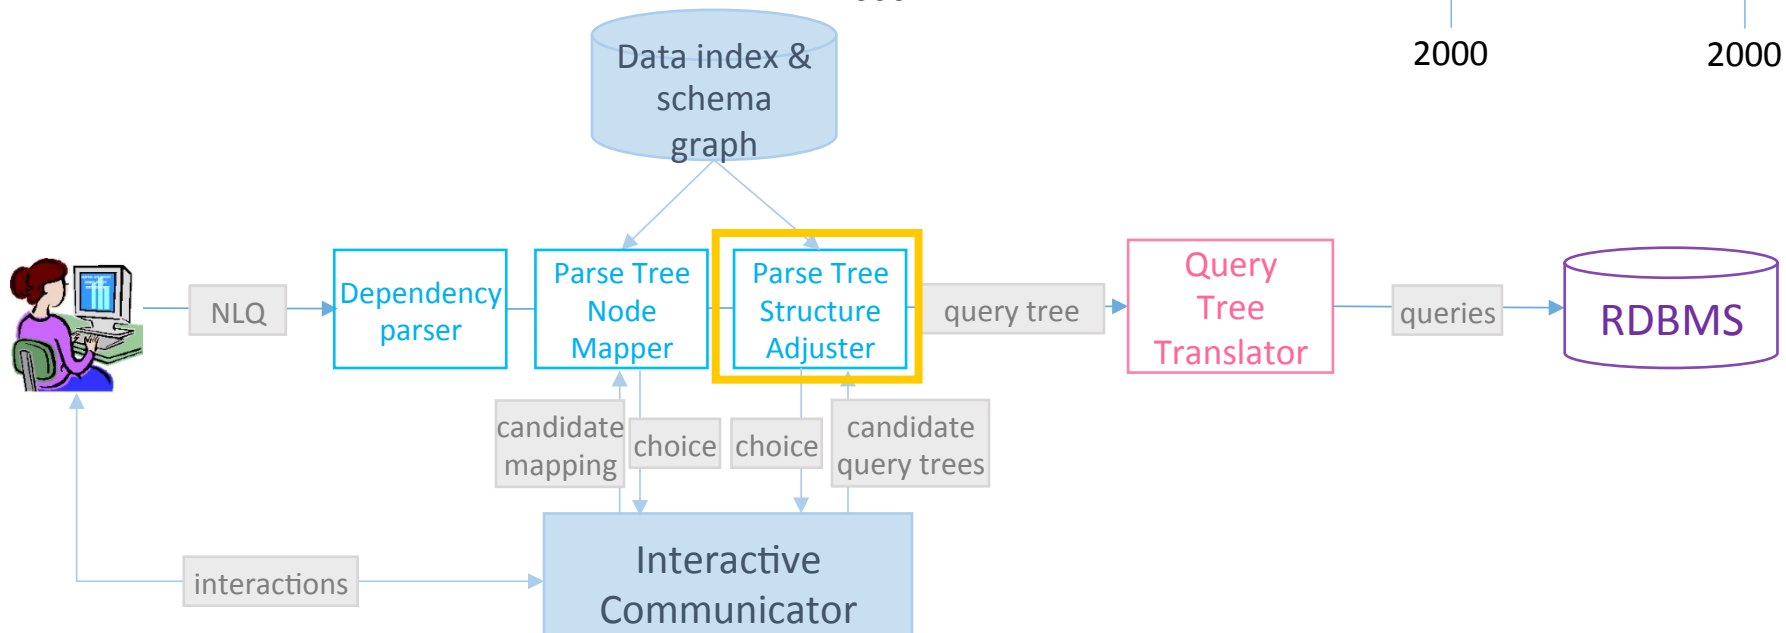 2000
2000
Data index &
schema
graph
NLQ
Dependency
parser
Parse Tree
Node
Mapper
Parse Tree
Structure
Adjuster
query tree
Query
Tree
Translator
queries
RDBMS
candidate
mapping
choice
choice
candidate
query trees
interactions
Interactive
Communicator